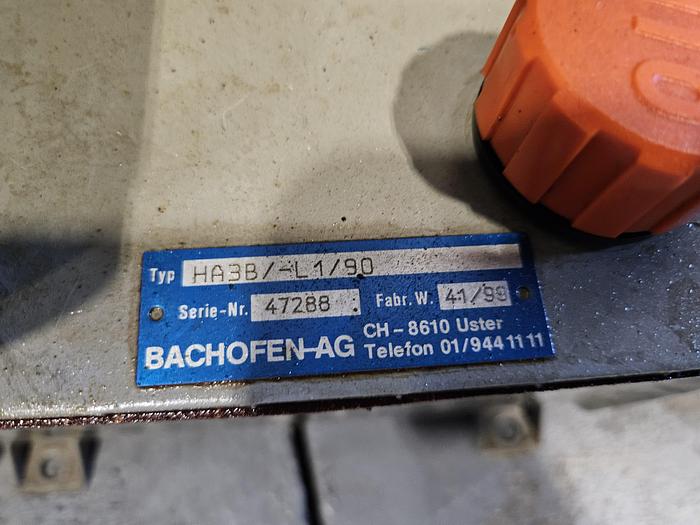 Typ HA3B/-L1/90
Serie-Nr. 47288 Fabr. W. 41/99
BACHOFEN AG CH-8610 Uster
Telefon 01/944 11 11